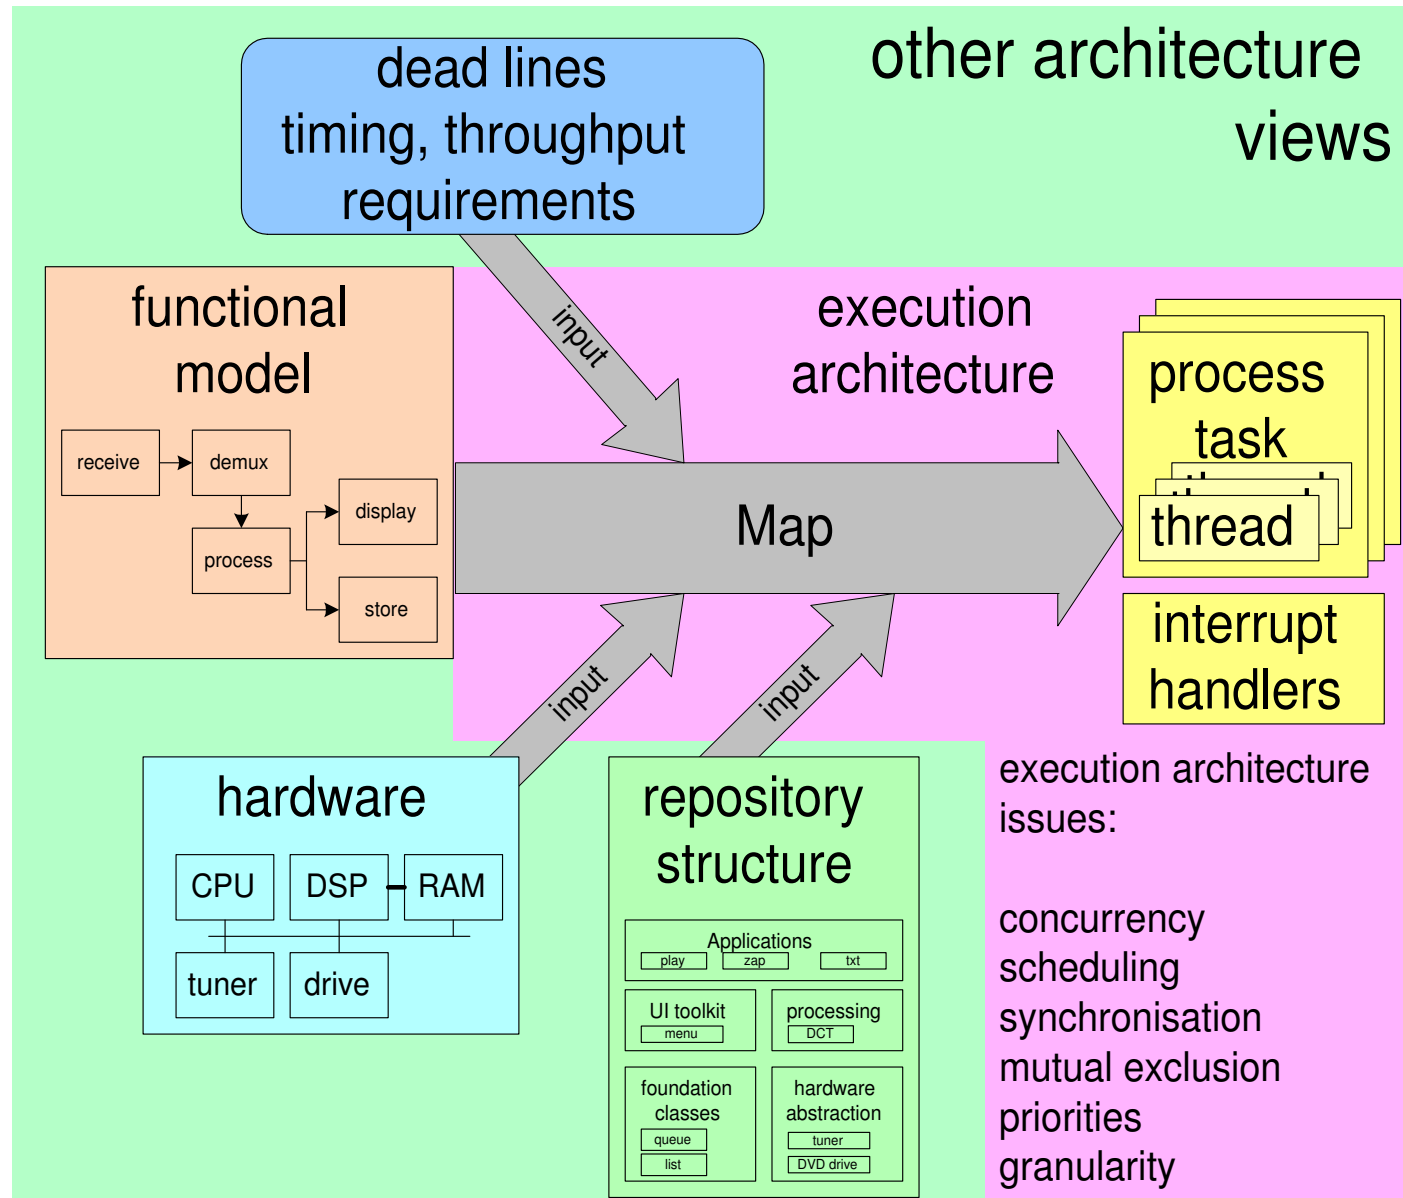 other architecture
views
dead lines
timing, throughput
requirements
input
functional
model
receive
demux
process
display
store
execution
architecture
Map
process
task
thread
interrupt
handlers
input
input
hardware
CPU
DSP
RAM
tuner
drive
repository
structure
Applications
play
zap
txt
UI toolkit
menu
processing
DCT
foundation
classes
queue
list
hardware
abstraction
tuner
DVD drive
execution architecture
issues:
concurrency
scheduling
synchronisation
mutual exclusion
priorities
granularity